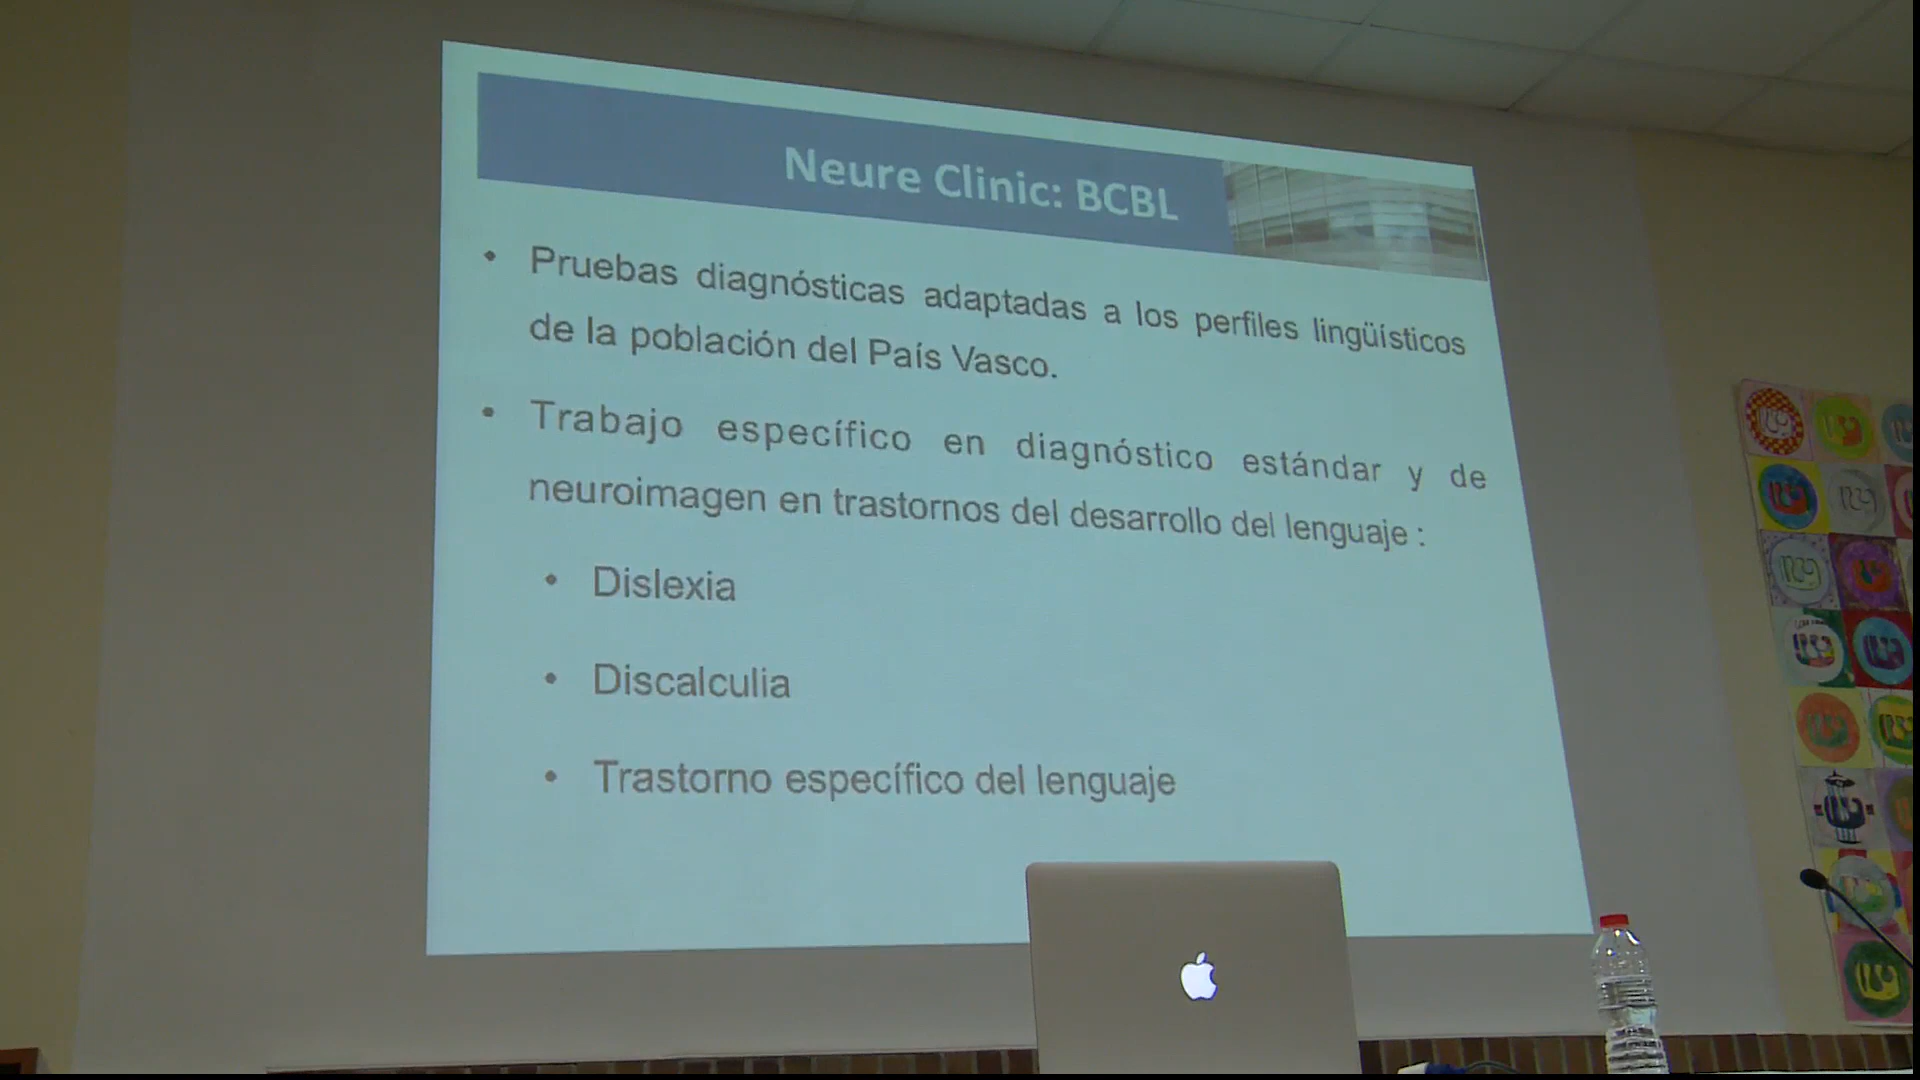 Neure Clinic: BCBL
• Pruebas diagnósticas adaptadas a los perfiles lingüísticos
de la población del País Vasco.
• Trabajo específico en diagnóstico estándar y de
neuroimagen en trastornos del desarrollo del lenguaje :
• Dislexia
• Discalculia
• Trastorno específico del lenguaje